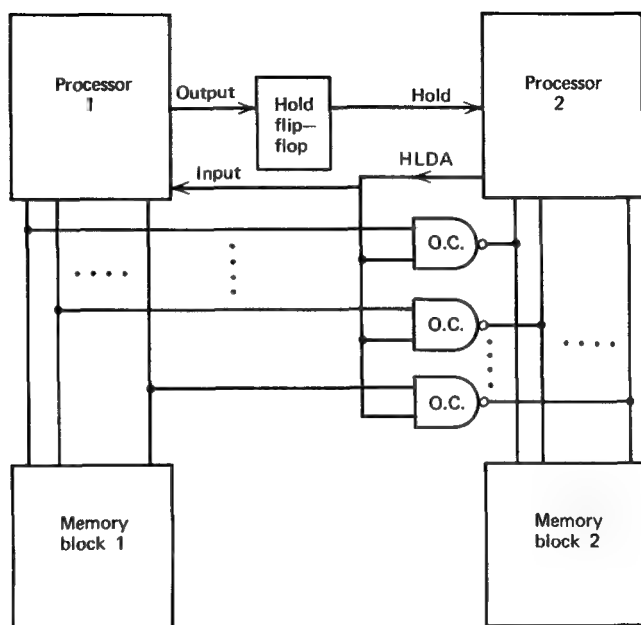 Processor
1
Output
Hold
flip–
flop
Hold
Processor
2
Input
HLDA
O.C.
O.C.
O.C.
Memory
block 1
Memory
block 2